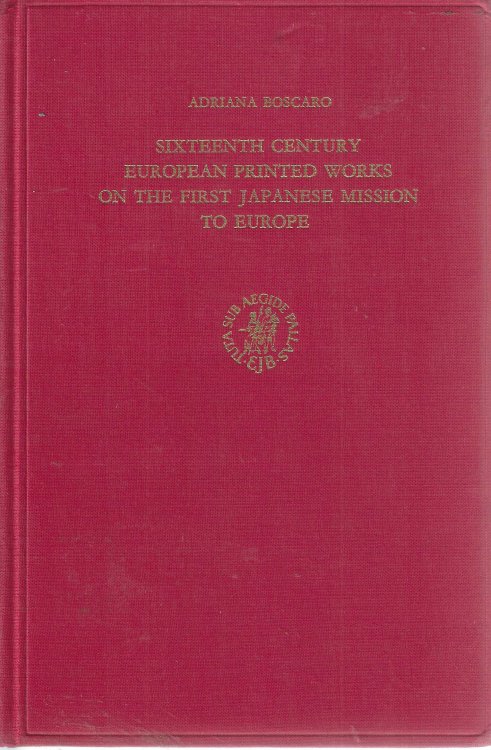 ADRIANA BOSCARO
SIXTEENTH CENTURY
EUROPEAN PRINTED WORKS
ON THE FIRST JAPANESE MISSION
TO EUROPE
TUTA SUB AEGIDE PALLAS
·EJB·